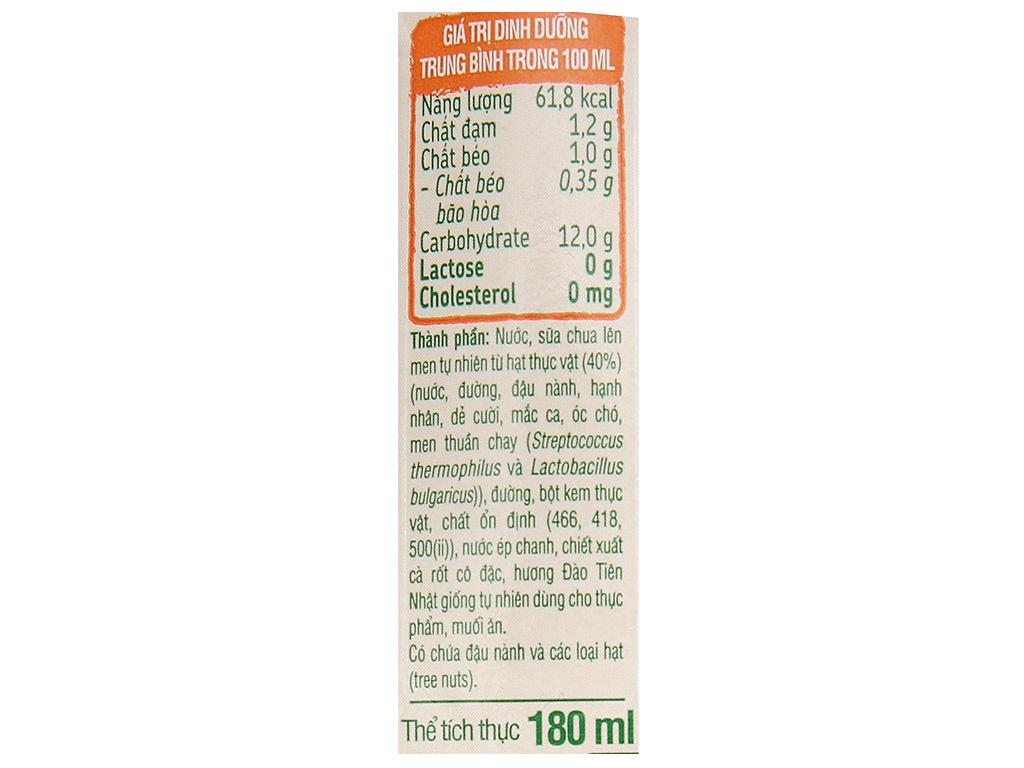 GIÁ TRỊ DINH DƯỠNG
TRUNG BÌNH TRONG 100 ML
Năng lượng 61,8 kcal
Chất đạm 1,2 g
Chất béo 1,0 g
- Chất béo 0,35 g
bão hòa
Carbohydrate 12,0 g
Lactose 0 g
Cholesterol 0 mg
Thành phần: Nước, sữa chua lên
men tự nhiên từ hạt thực vật (40%)
(nước, đường, đậu nành, hạnh
nhân, dẻ cười, mắc ca, óc chó,
men thuần chay (Streptococcus
thermophilus và Lactobacillus
bulgaricus)), đường, bột kem thực
vật, chất ổn định (466, 418,
500(ii)), nước ép chanh, chiết xuất
cà rốt cô đặc, hương Đào Tiên
Nhật giống tự nhiên dùng cho thực
phẩm, muối ăn.
Có chứa đậu nành và các loại hạt
(tree nuts).
Thể tích thực 180 ml